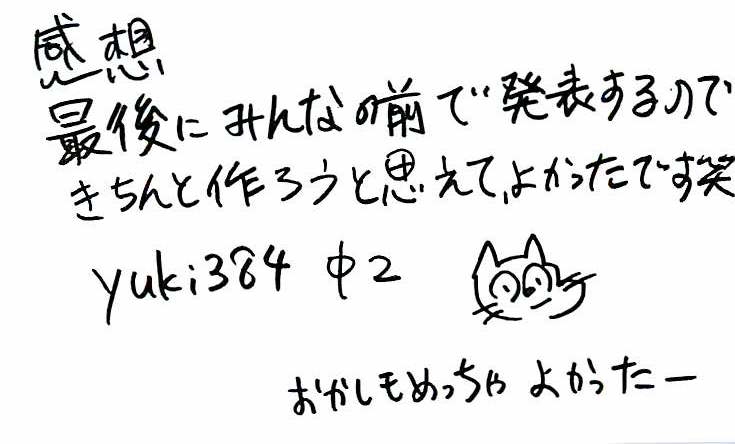 感想
最後にみんなの前で発表するので
きちんと作ろうと思えて、よかったです笑
yuki384 中2
おかしもめっちゃよかったー